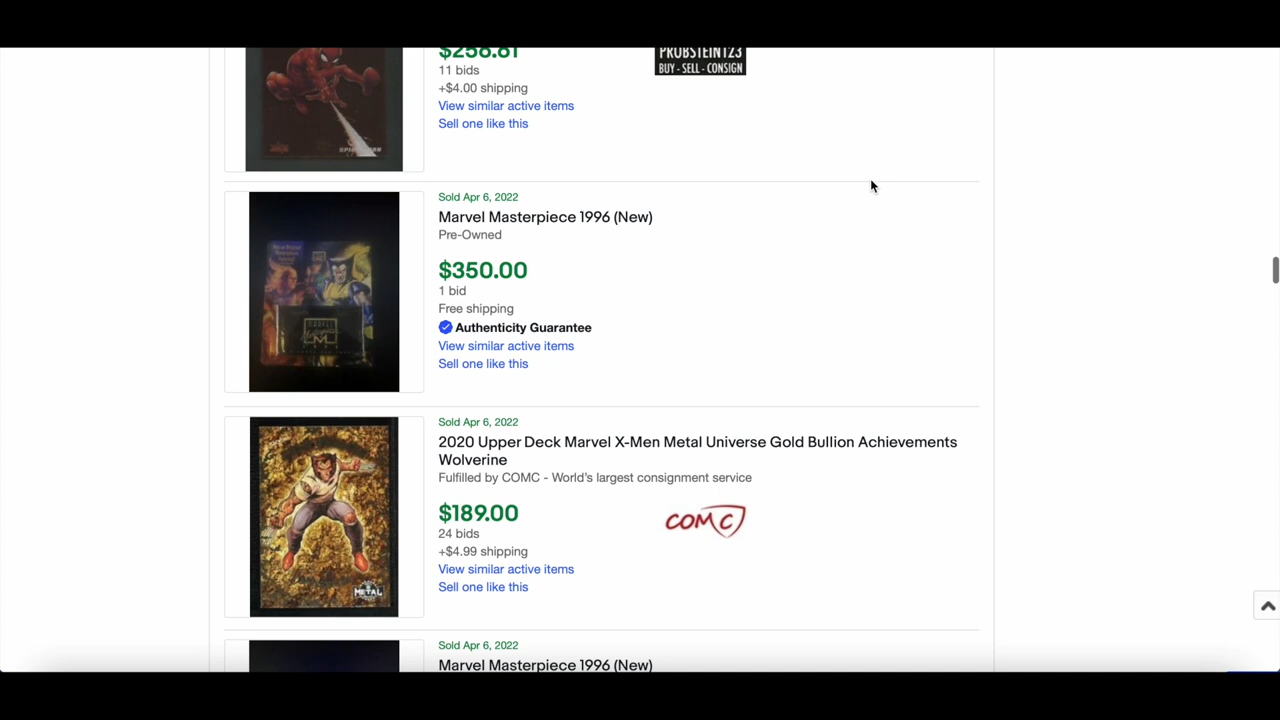 $256.61
PROBSTEIN123
BUY - SELL - CONSIGN
11 bids
+$4.00 shipping
View similar active items
Sell one like this
Sold Apr 6, 2022
Marvel Masterpiece 1996 (New)
Pre-Owned
$350.00
1 bid
Free shipping
Authenticity Guarantee
View similar active items
Sell one like this
Sold Apr 6, 2022
2020 Upper Deck Marvel X-Men Metal Universe Gold Bullion Achievements
Wolverine
Fulfilled by COMC - World's largest consignment service
$189.00
COMC
24 bids
+$4.99 shipping
View similar active items
Sell one like this
METAL
Sold Apr 6, 2022
Marvel Masterpiece 1996 (New)